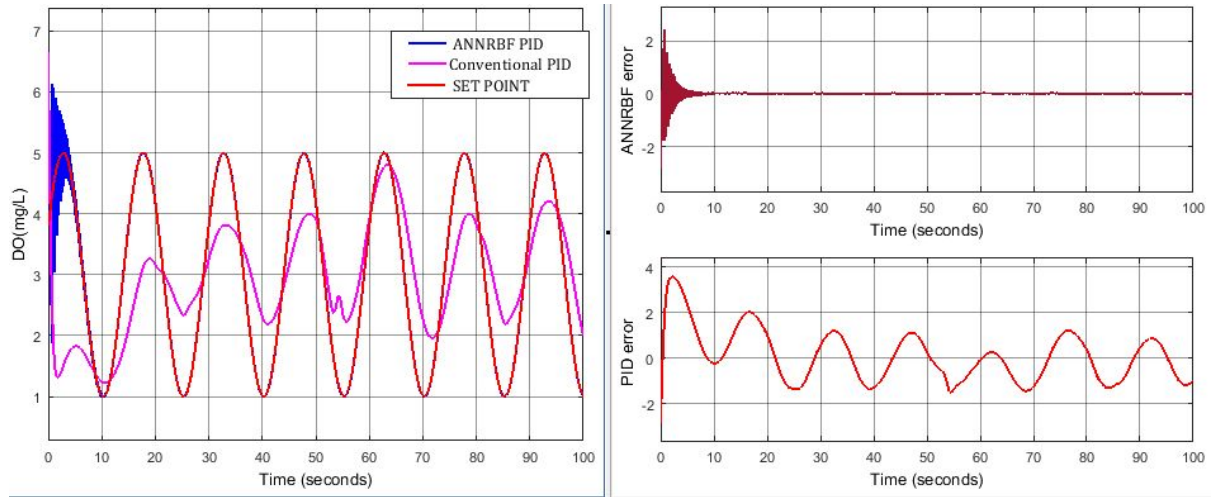 7
6
5
4
3
2
1
DO(mg/L)
ANNRBF PID
Conventional PID
SET POINT
0 10 20 30 40 50 60 70 80 90 100
Time (seconds)
2
0
-2
ANNRBF error
0 10 20 30 40 50 60 70 80 90 100
Time (seconds)
4
2
0
-2
PID error
0 10 20 30 40 50 60 70 80 90 100
Time (seconds)